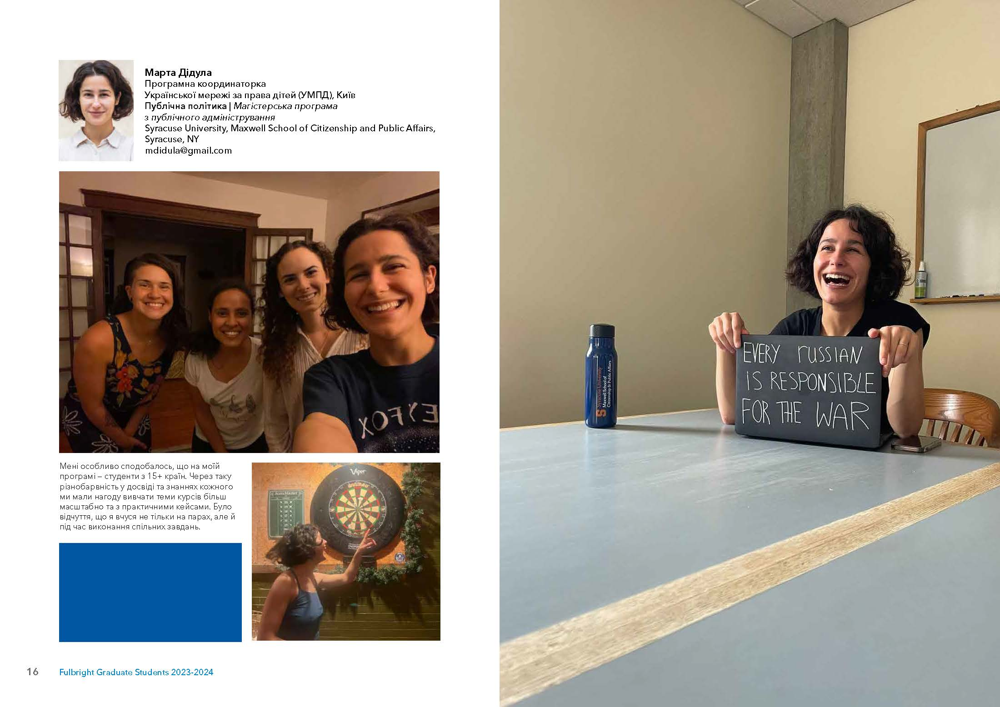 Марта Дідула
Програмна координаторка
Української мережі за права дітей (УМПД), Київ
Публічна політика | Магістерська програма
з публічного адміністрування
Syracuse University, Maxwell School of Citizenship and Public Affairs,
Syracuse, NY
mdidula@gmail.com
EYFOX
Мені особливо сподобалось, що на моїй
програмі – студенти з 15+ країн. Через таку
різнобарвність у досвіді та знаннях кожного
ми мали нагоду вивчати теми курсів більш
масштабно та з практичними кейсами. Було
відчуття, що я вчуся не тільки на парах, але й
під час виконання спільних завдань.
Viper
WINMAU
ScoreMaster
BLADE
16
Fulbright Graduate Students 2023-2024
S Syracuse University
Maxwell School of
Citizenship & Public Affairs
EVERY rUSSIAN
IS RESPONSIBLE
FOR THE WAR